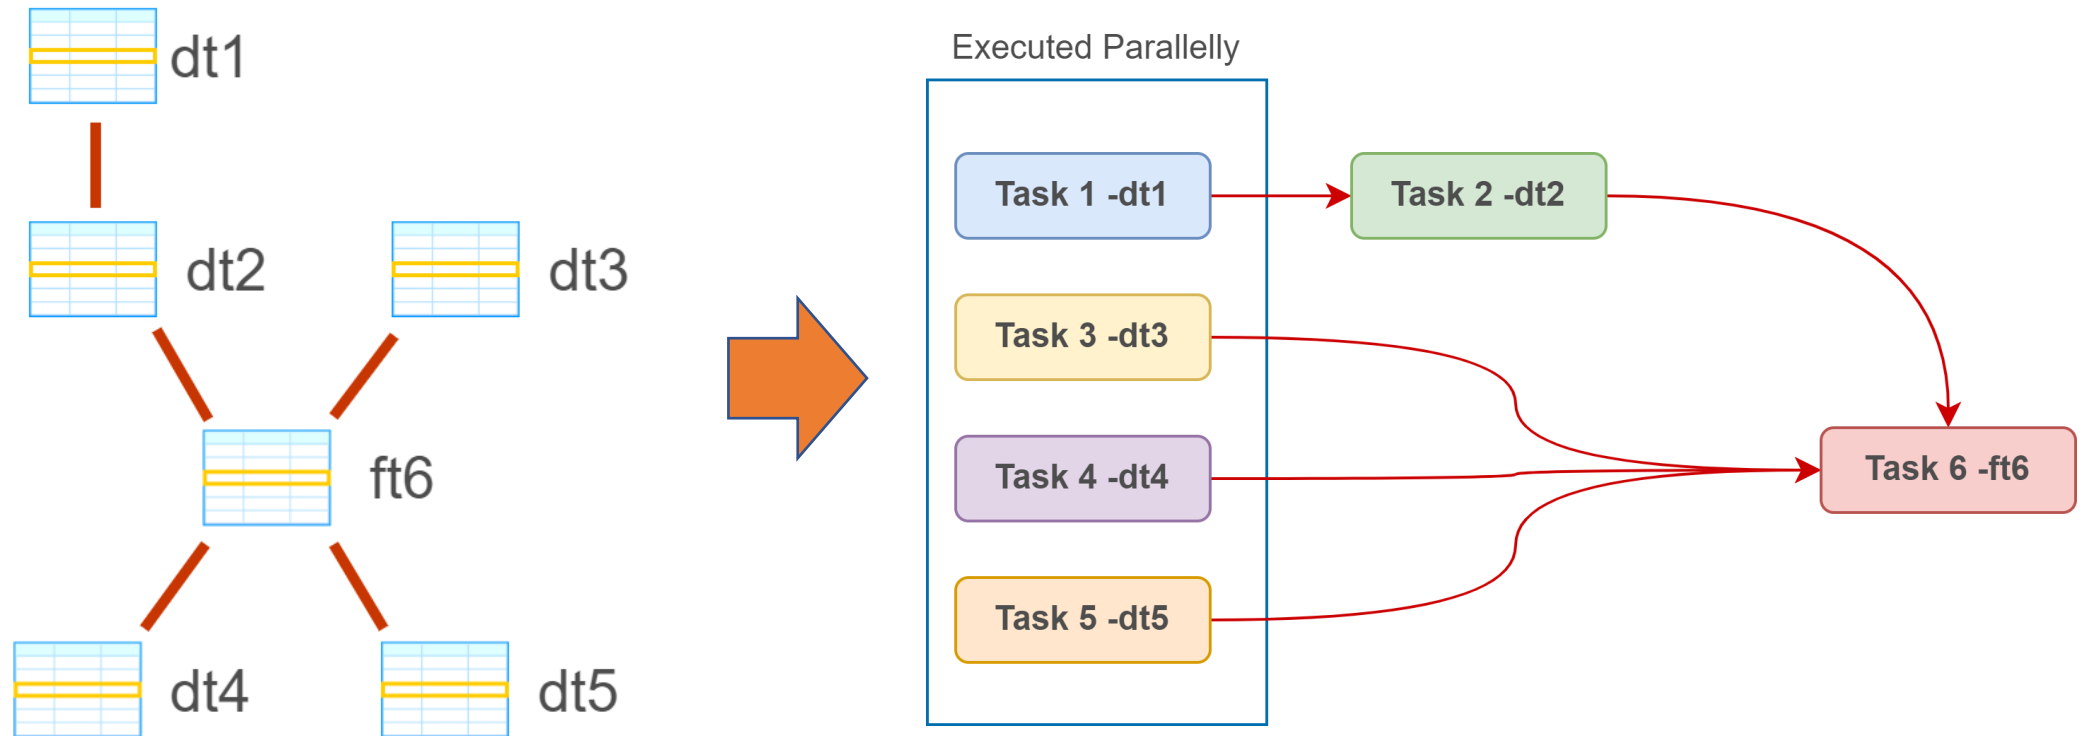 dt1
dt2
dt3
ft6
dt4
dt5
Executed Parallelly
Task 1 -dt1
Task 2 -dt2
Task 3 -dt3
Task 4 -dt4
Task 6 -ft6
Task 5 -dt5